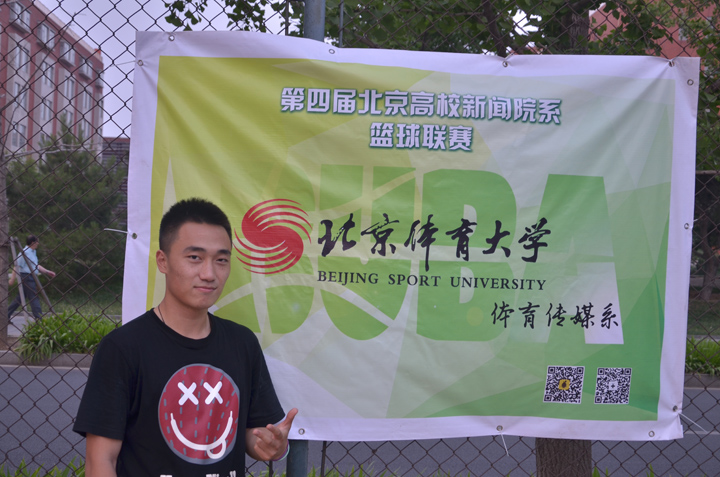 第四届北京高校新闻院系
篮球联赛
北京体育大学
BEIJING SPORT UNIVERSITY
体育传媒系
UBA